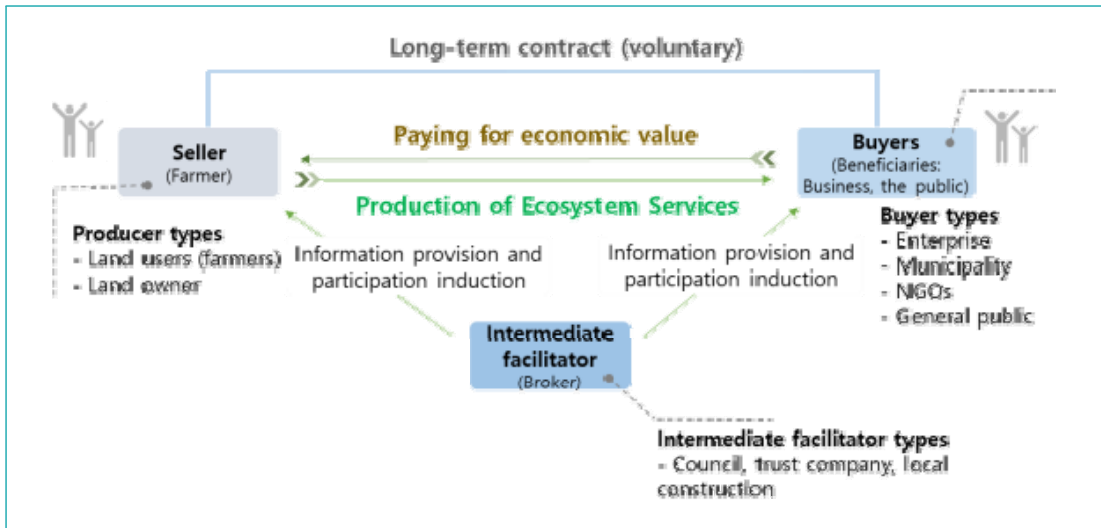 Long-term contract (voluntary)
Paying for economic value
Seller
(Farmer)
Buyers
(Beneficiaries:
Business, the public)
Production of Ecosystem Services
Producer types
- Land users (farmers)
- Land owner
Information provision and
participation induction
Information provision and
participation induction
Buyer types
- Enterprise
- Municipality
- NGOs
- General public
Intermediate
facilitator
(Broker)
Intermediate facilitator types
- Council, trust company, local
construction